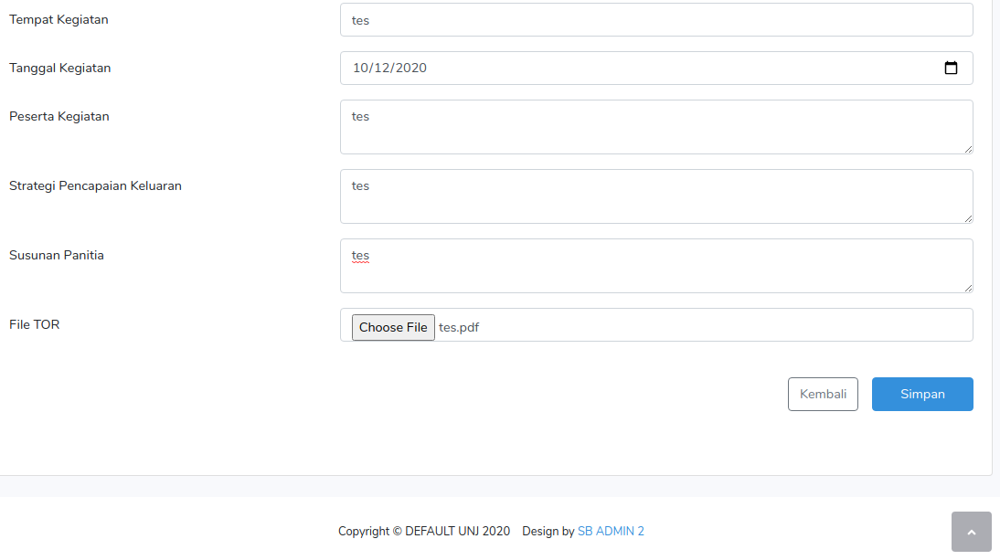 Tempat Kegiatan tes
Tanggal Kegiatan 10/12/2020
Peserta Kegiatan tes
Strategi Pencapaian Keluaran tes
Susunan Panitia tes
File TOR Choose File tes.pdf
Kembali Simpan
Copyright © DEFAULT UNJ 2020 Design by SB ADMIN 2